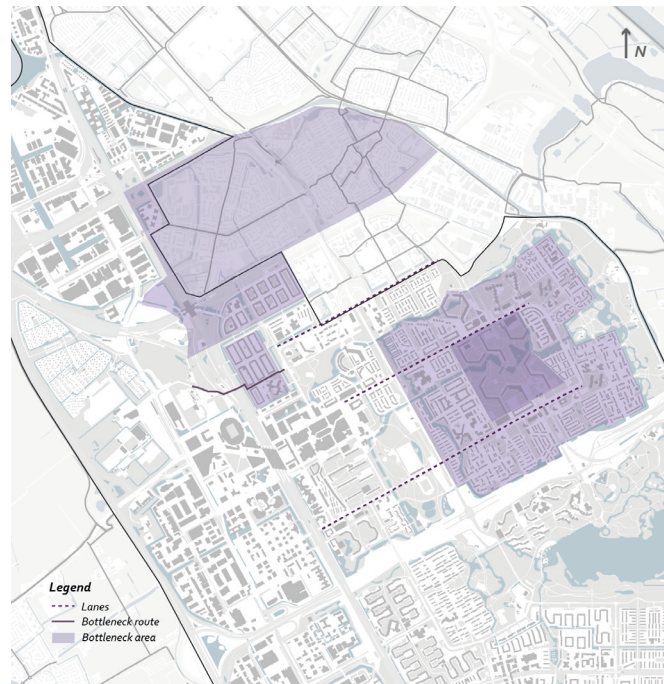 N
Legend
Lanes
Bottleneck route
Bottleneck area